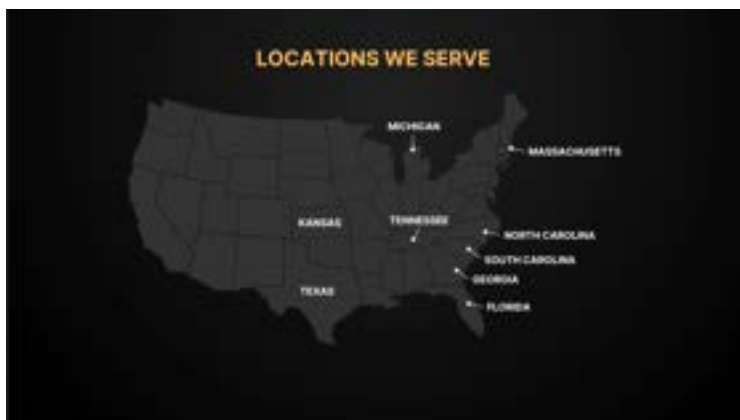 LOCATIONS WE SERVE
MICHIGAN
MASSACHUSETTS
KANSAS
TENNESSEE
NORTH CAROLINA
SOUTH CAROLINA
GEORGIA
TEXAS
FLORIDA